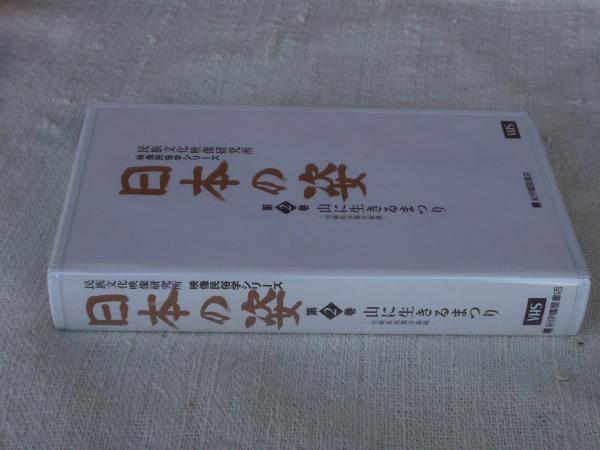 民族文化映像研究所
映像民俗学シリーズ
日本の姿
第2巻 山に生きるまつり
VHS
紀伊國屋書店
民族文化映像研究所 映像民俗学シリーズ
日本の姿
第2巻 山に生きるまつり
VHS
紀伊國屋書店